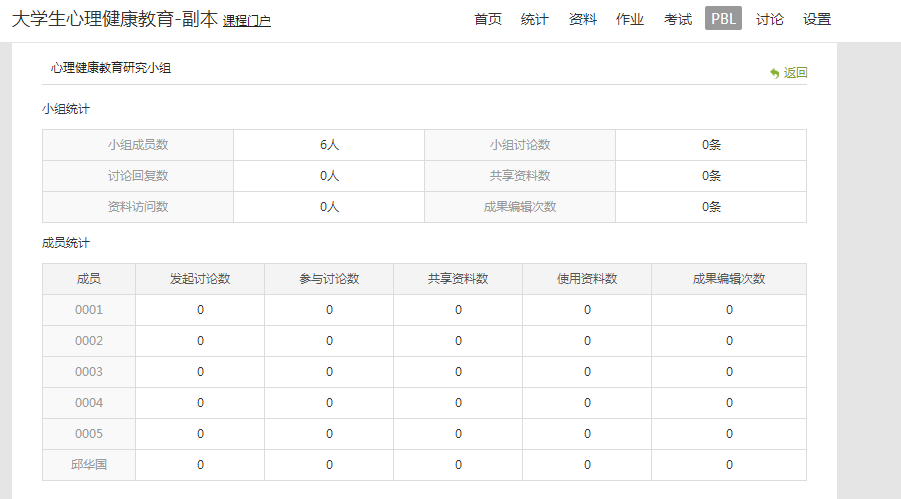 大学生心理健康教育-副本 课程门户 首页 统计 资料 作业 考试 PBL 讨论 设置
心理健康教育研究小组 返回
小组统计
小组成员数 6人 小组讨论数 0条
讨论回复数 0人 共享资料数 0条
资料访问数 0人 成果编辑次数 0条
成员统计
成员 发起讨论数 参与讨论数 共享资料数 使用资料数 成果编辑次数
0001 0 0 0 0 0
0002 0 0 0 0 0
0003 0 0 0 0 0
0004 0 0 0 0 0
0005 0 0 0 0 0
邱华国 0 0 0 0 0